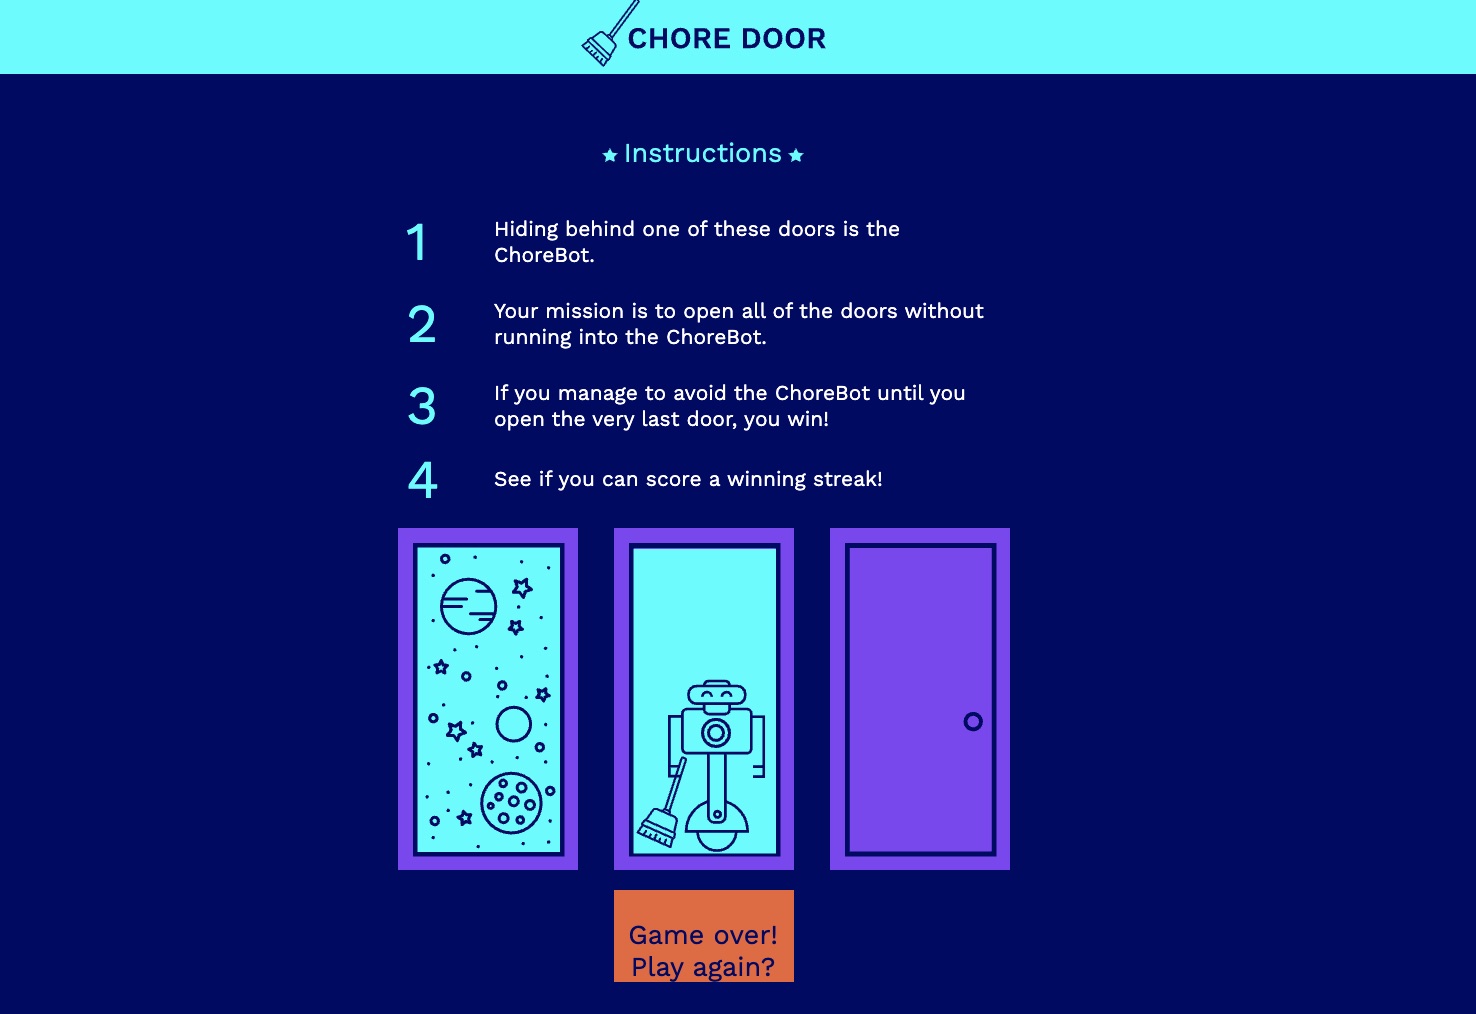 CHORE DOOR
Instructions
1
Hiding behind one of these doors is the
ChoreBot.
2
Your mission is to open all of the doors without
running into the ChoreBot.
3
If you manage to avoid the ChoreBot until you
open the very last door, you win!
4
See if you can score a winning streak!
Game over!
Play again?